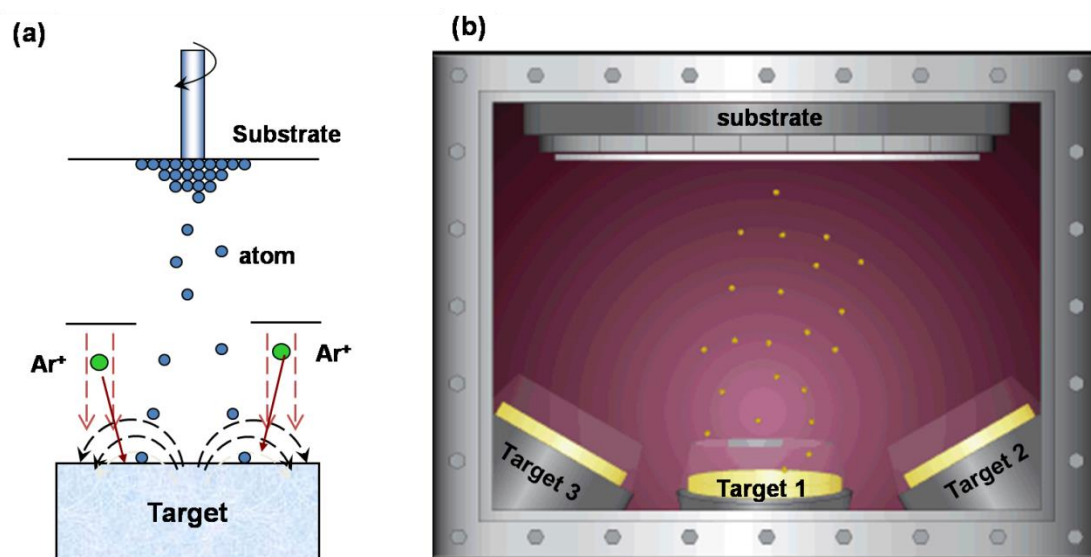 (a)
Substrate
atom
Ar+
Ar+
Target
(b)
substrate
Target 3
Target 1
Target 2